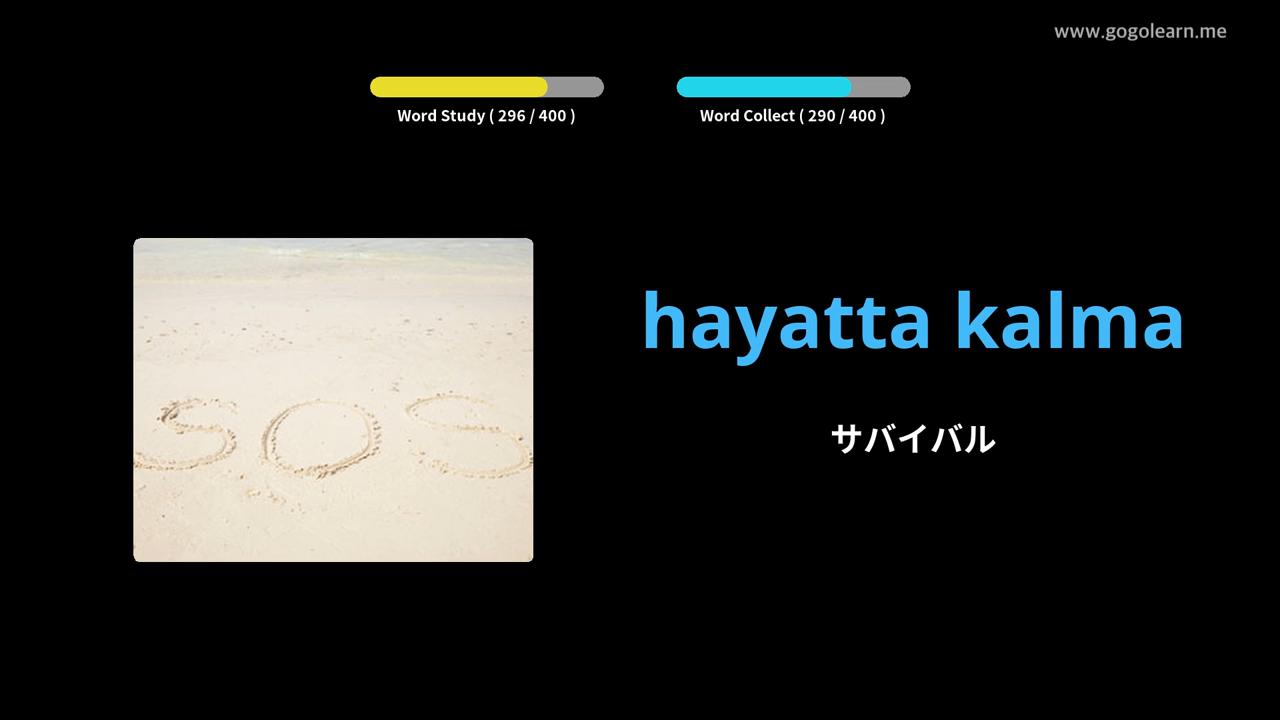 www.gogolearn.me
Word Study ( 296 / 400 )
Word Collect ( 290 / 400 )
SOS
hayatta kalma
サバイバル